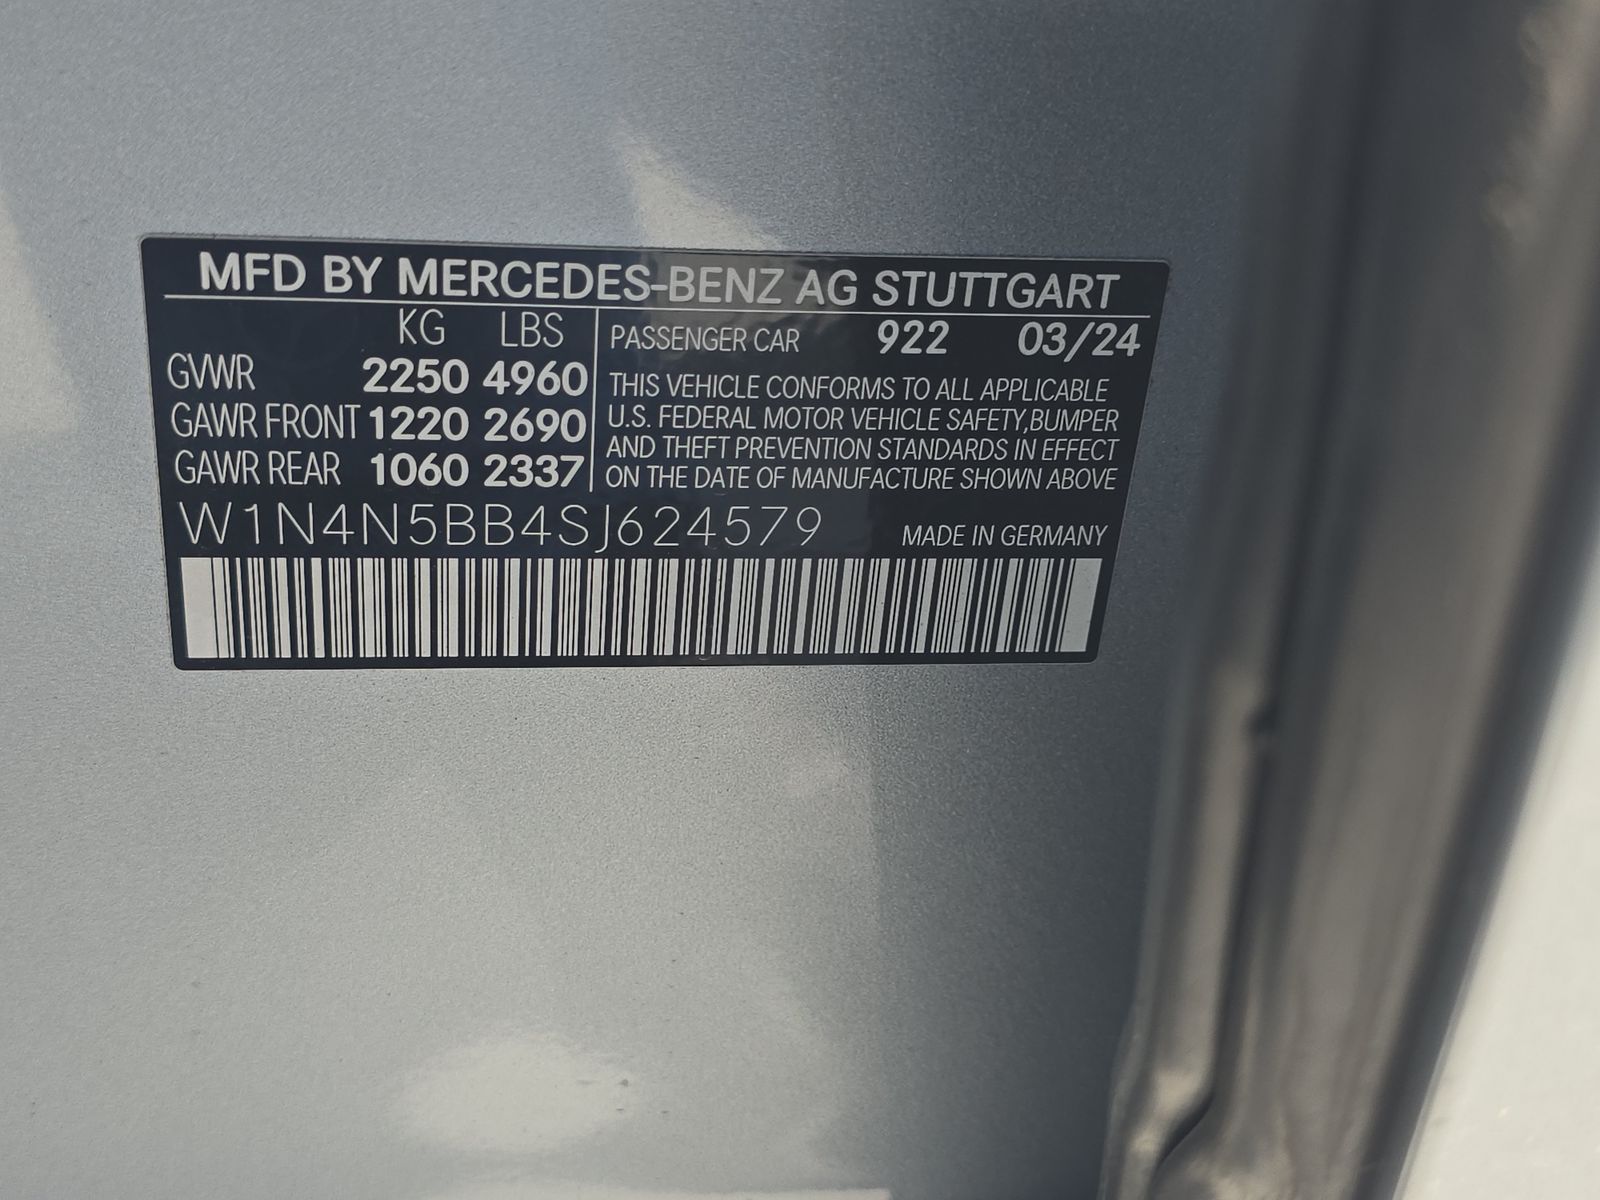 MFD BY MERCEDES-BENZ AG STUTTGART
KG LBS
GVWR 2250 4960
GAWR FRONT 1220 2690
GAWR REAR 1060 2337
PASSENGER CAR 922 03/24
THIS VEHICLE CONFORMS TO ALL APPLICABLE
U.S. FEDERAL MOTOR VEHICLE SAFETY,BUMPER
AND THEFT PREVENTION STANDARDS IN EFFECT
ON THE DATE OF MANUFACTURE SHOWN ABOVE
W1N4N5BB4SJ624579 MADE IN GERMANY